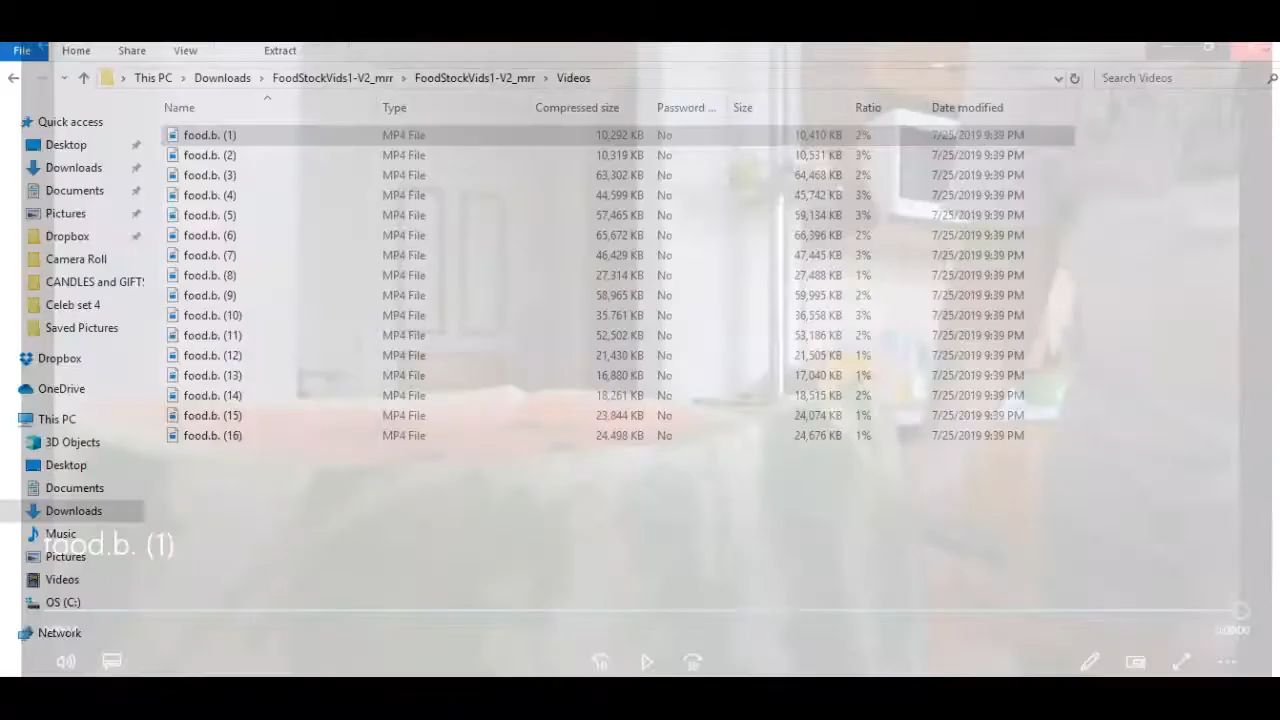 File Home Share View Extract
This PC > Downloads > FoodStockVids1-V2_mrr > FoodStockVids1-V2_mrr > Videos Search Videos
Name Type Compressed size Password ... Size Ratio Date modified
food.b. (1) MP4 File 10,292 KB No 10,410 KB 2% 7/25/2019 9:39 PM
food.b. (2) MP4 File 10,319 KB No 10,531 KB 3% 7/25/2019 9:39 PM
food.b. (3) MP4 File 63,302 KB No 64,468 KB 2% 7/25/2019 9:39 PM
food.b. (4) MP4 File 44,599 KB No 45,742 KB 3% 7/25/2019 9:39 PM
food.b. (5) MP4 File 57,465 KB No 59,134 KB 3% 7/25/2019 9:39 PM
food.b. (6) MP4 File 65,672 KB No 66,396 KB 2% 7/25/2019 9:39 PM
food.b. (7) MP4 File 46,429 KB No 47,445 KB 3% 7/25/2019 9:39 PM
food.b. (8) MP4 File 27,314 KB No 27,488 KB 1% 7/25/2019 9:39 PM
food.b. (9) MP4 File 58,965 KB No 59,995 KB 2% 7/25/2019 9:39 PM
food.b. (10) MP4 File 35,761 KB No 36,558 KB 3% 7/25/2019 9:39 PM
food.b. (11) MP4 File 52,502 KB No 53,186 KB 2% 7/25/2019 9:39 PM
food.b. (12) MP4 File 21,430 KB No 21,505 KB 1% 7/25/2019 9:39 PM
food.b. (13) MP4 File 16,880 KB No 17,040 KB 1% 7/25/2019 9:39 PM
food.b. (14) MP4 File 18,261 KB No 18,515 KB 2% 7/25/2019 9:39 PM
food.b. (15) MP4 File 23,844 KB No 24,074 KB 1% 7/25/2019 9:39 PM
food.b. (16) MP4 File 24,498 KB No 24,676 KB 1% 7/25/2019 9:39 PM
Quick access
Desktop
Downloads
Documents
Pictures
Dropbox
Camera Roll
CANDLES and GIFTS
Celeb set 4
Saved Pictures
Dropbox
OneDrive
This PC
3D Objects
Desktop
Documents
Downloads
Music
food.b. (1)
Pictures
Videos
OS (C:)
Network
0:00:00
10 30